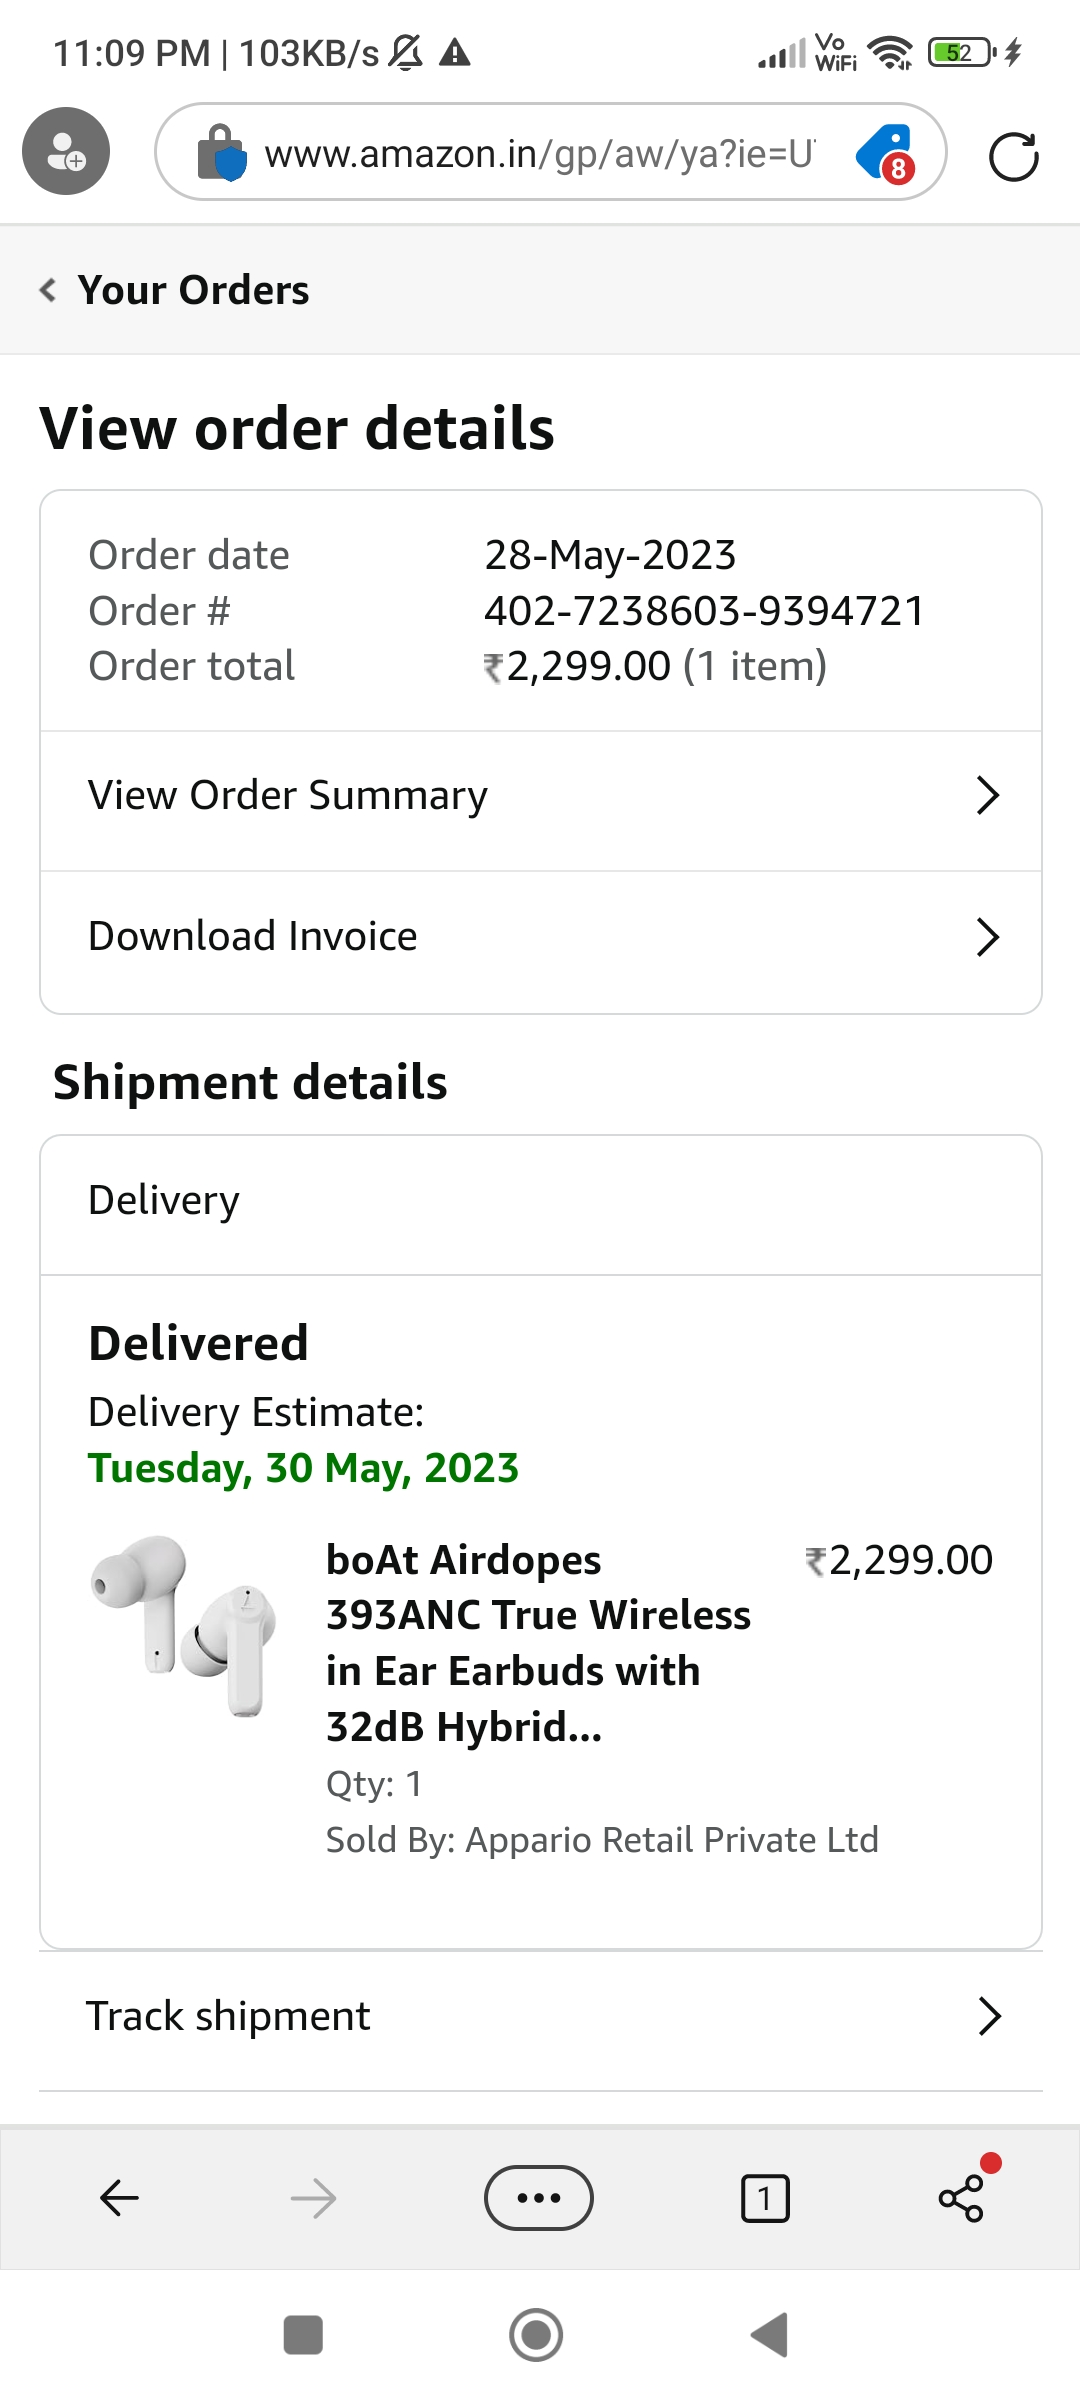 11:09 PM | 103KB/s
Vo
WiFi
52
www.amazon.in/gp/aw/ya?ie=U
8
Your Orders
View order details
Order date 28-May-2023
Order # 402-7238603-9394721
Order total ₹2,299.00 (1 item)
View Order Summary
Download Invoice
Shipment details
Delivery
Delivered
Delivery Estimate:
Tuesday, 30 May, 2023
boAt Airdopes ₹2,299.00
393ANC True Wireless
in Ear Earbuds with
32dB Hybrid...
Qty: 1
Sold By: Appario Retail Private Ltd
Track shipment
1